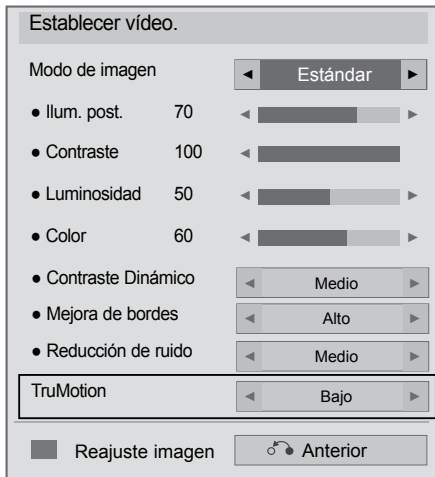 Establecer vídeo.
Modo de imagen ◄ Estándar ►
● Ilum. post. 70 ◄ ►
● Contraste 100 ◄
● Luminosidad 50 ◄ ►
● Color 60 ◄ ►
● Contraste Dinámico ◄ Medio ►
● Mejora de bordes ◄ Alto ►
● Reducción de ruido ◄ Medio ►
TruMotion ◄ Bajo ►
Reajuste imagen Anterior